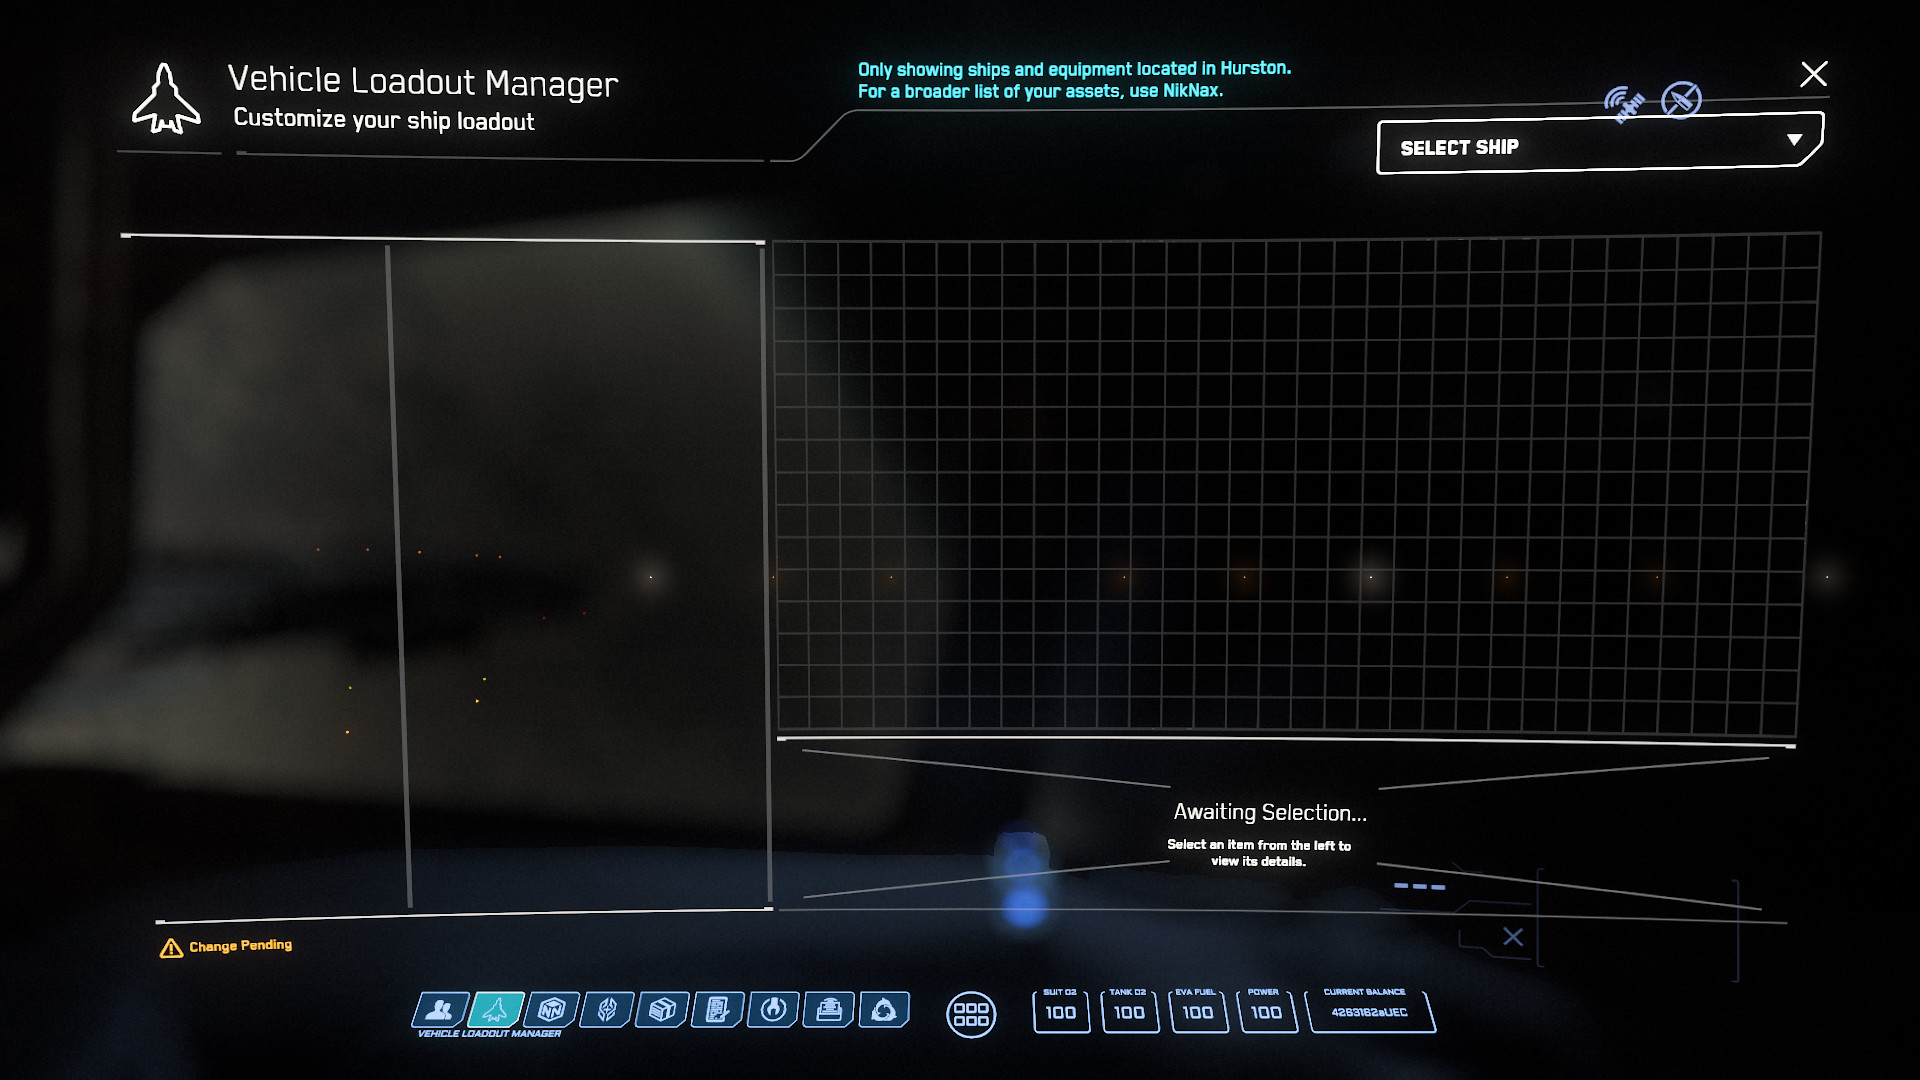 Vehicle Loadout Manager
Customize your ship loadout
Only showing ships and equipment located in Hurston.
For a broader list of your assets, use NikNax.
SELECT SHIP
Awaiting Selection...
Select an item from the left to
view its details.
Change Pending
VEHICLE LOADOUT MANAGER
SUIT O2
100
TANK O2
100
EVA FUEL
100
POWER
100
CURRENT BALANCE
4263162aUEC